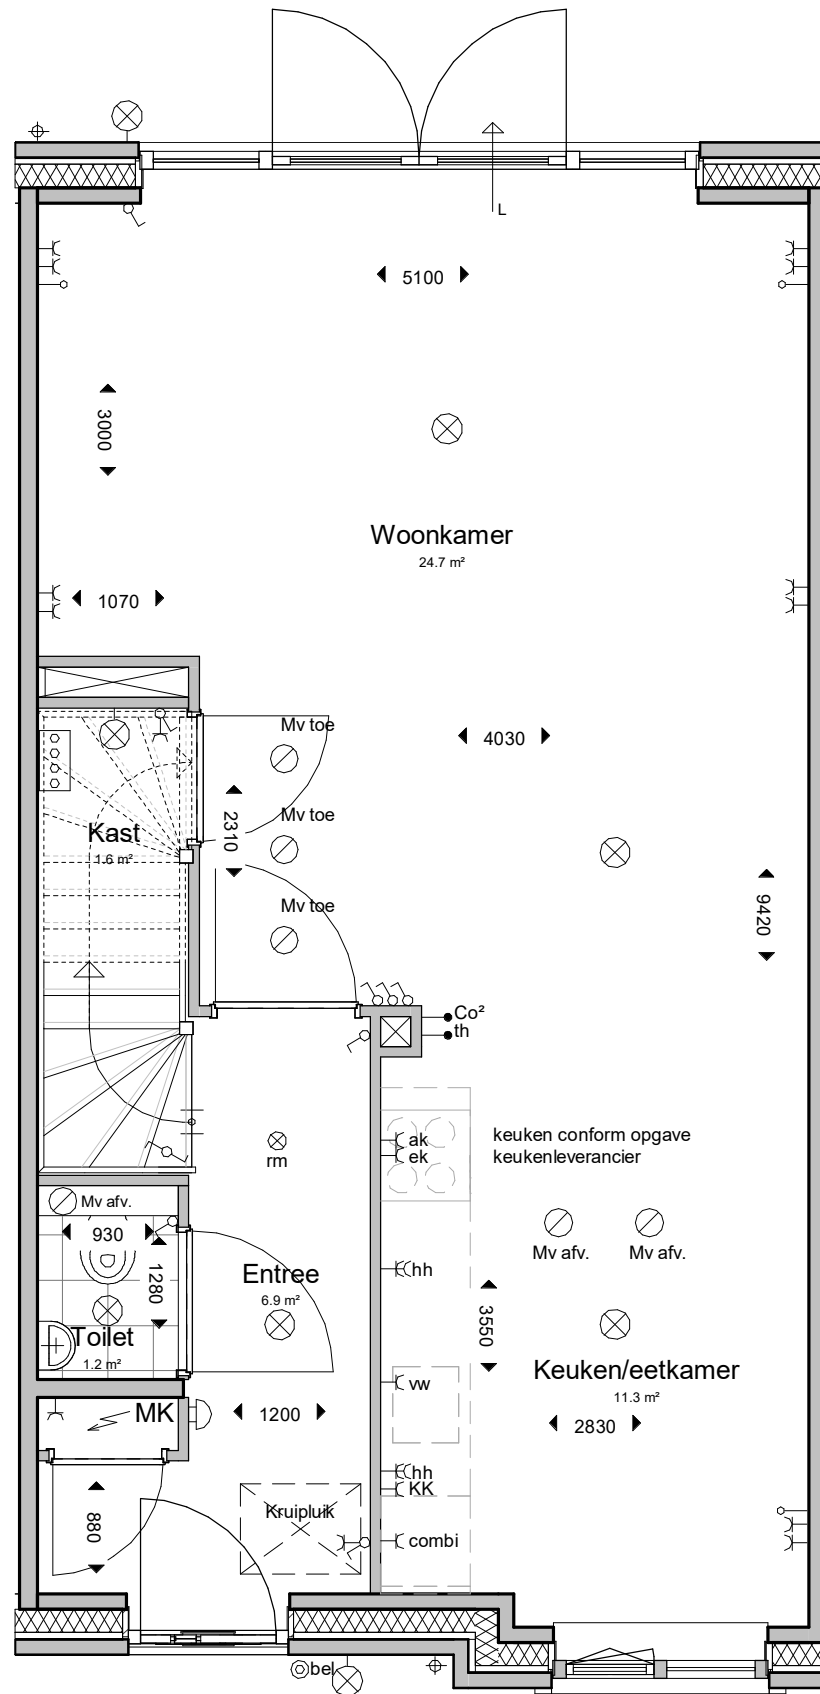 L
5100
3000
Woonkamer
24.7 m²
1070
Mv toe
4030
Mv toe
2310
Kast
1.6 m²
Mv toe
9420
Co²
th
ak
ek
keuken conform opgave
keukenleverancier
rm
Mv afv.
930
1280
Mv afv.
Mv afv.
Entree
6.9 m²
hh
3550
Toilet
1.2 m²
Keuken/eetkamer
11.3 m²
vw
MK
1200
2830
hh
KK
880
Kruipluik
combi
bel